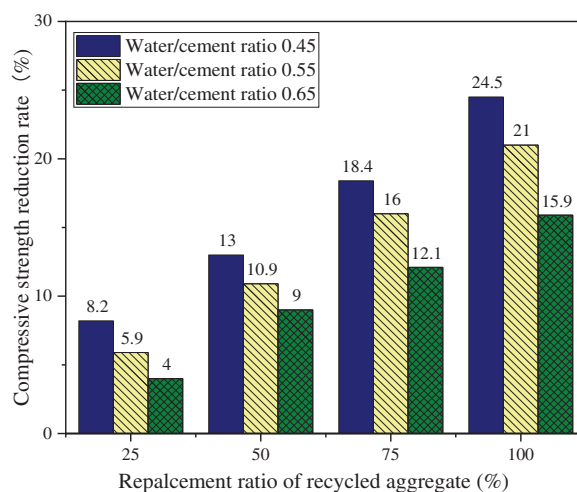 30
20
10
0
Compressive strength reduction rate (%)
Water/cement ratio 0.45
Water/cement ratio 0.55
Water/cement ratio 0.65
8.2
5.9
4
13
10.9
9
18.4
16
12.1
24.5
21
15.9
25 50 75 100
Repalcement ratio of recycled aggregate (%)